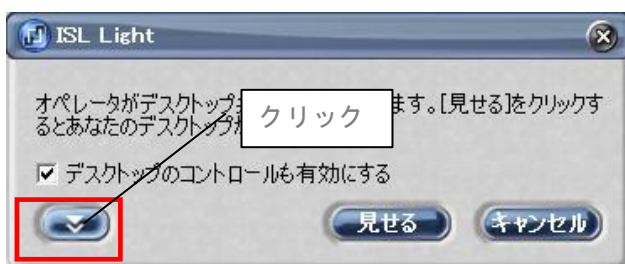 ISL Light
オペレータがデスクトップ ます。[見せる]をクリックす
るとあなたのデスクトップが
クリック
デスクトップのコントロールも有効にする
見せる キャンセル